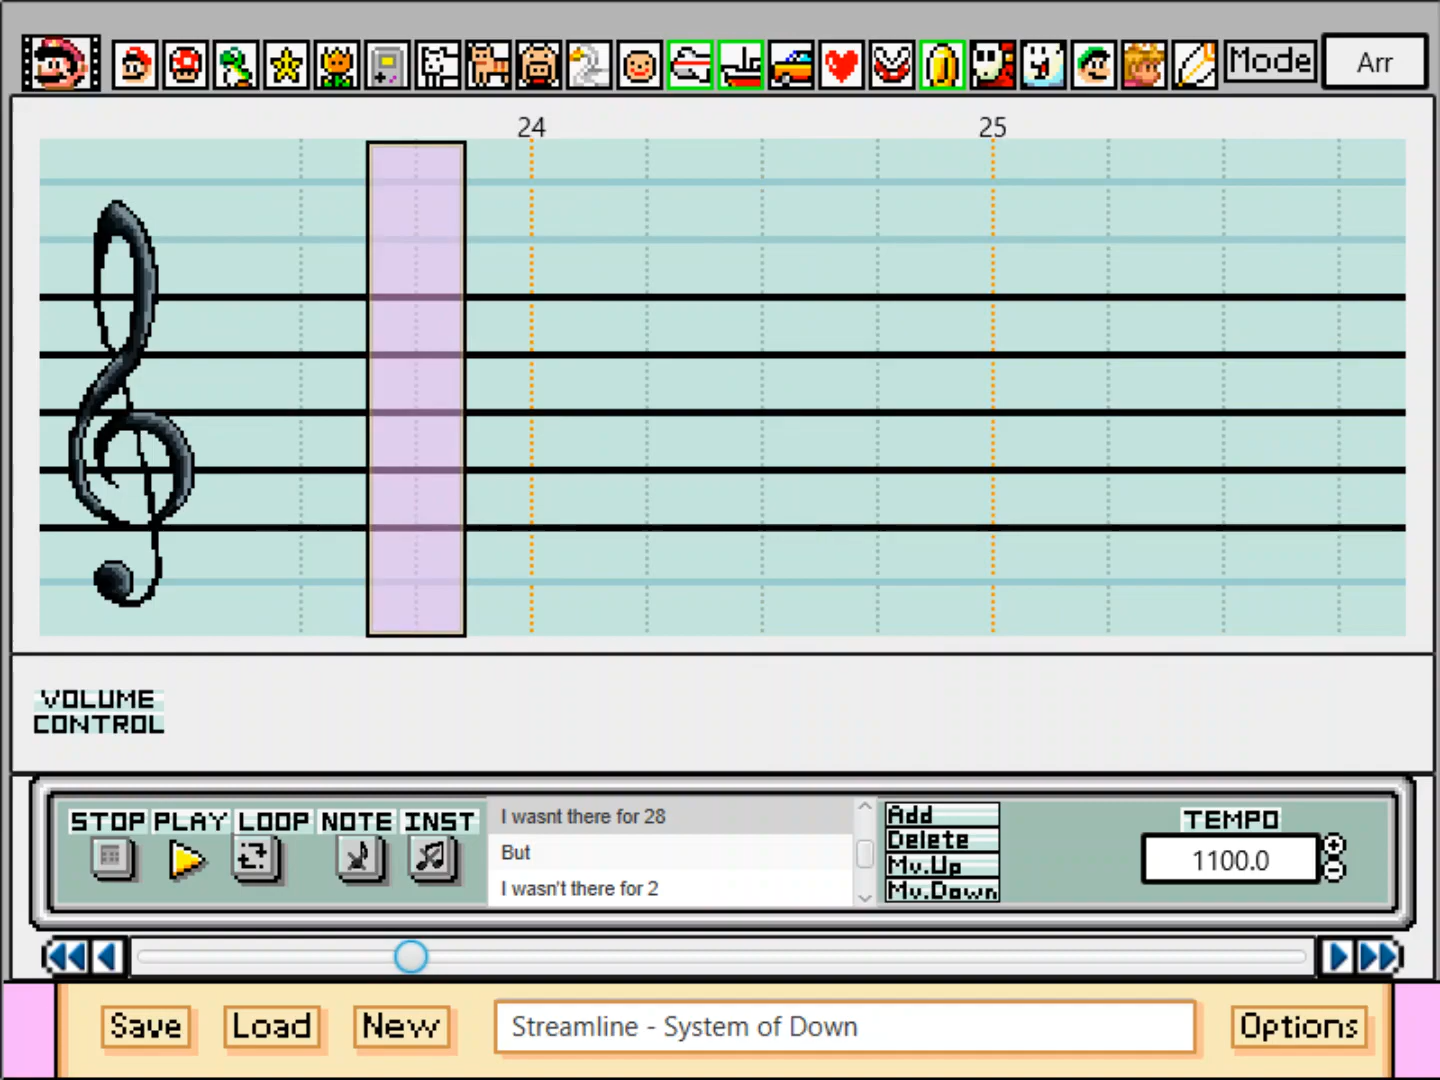 Mode
Arr
24
25
VOLUME
CONTROL
STOP PLAY LOOP NOTE INST
I wasnt there for 28
But
I wasn't there for 2
Add
Delete
Mv.Up
Mv.Down
TEMPO
1100.0
Save
Load
New
Streamline - System of Down
Options